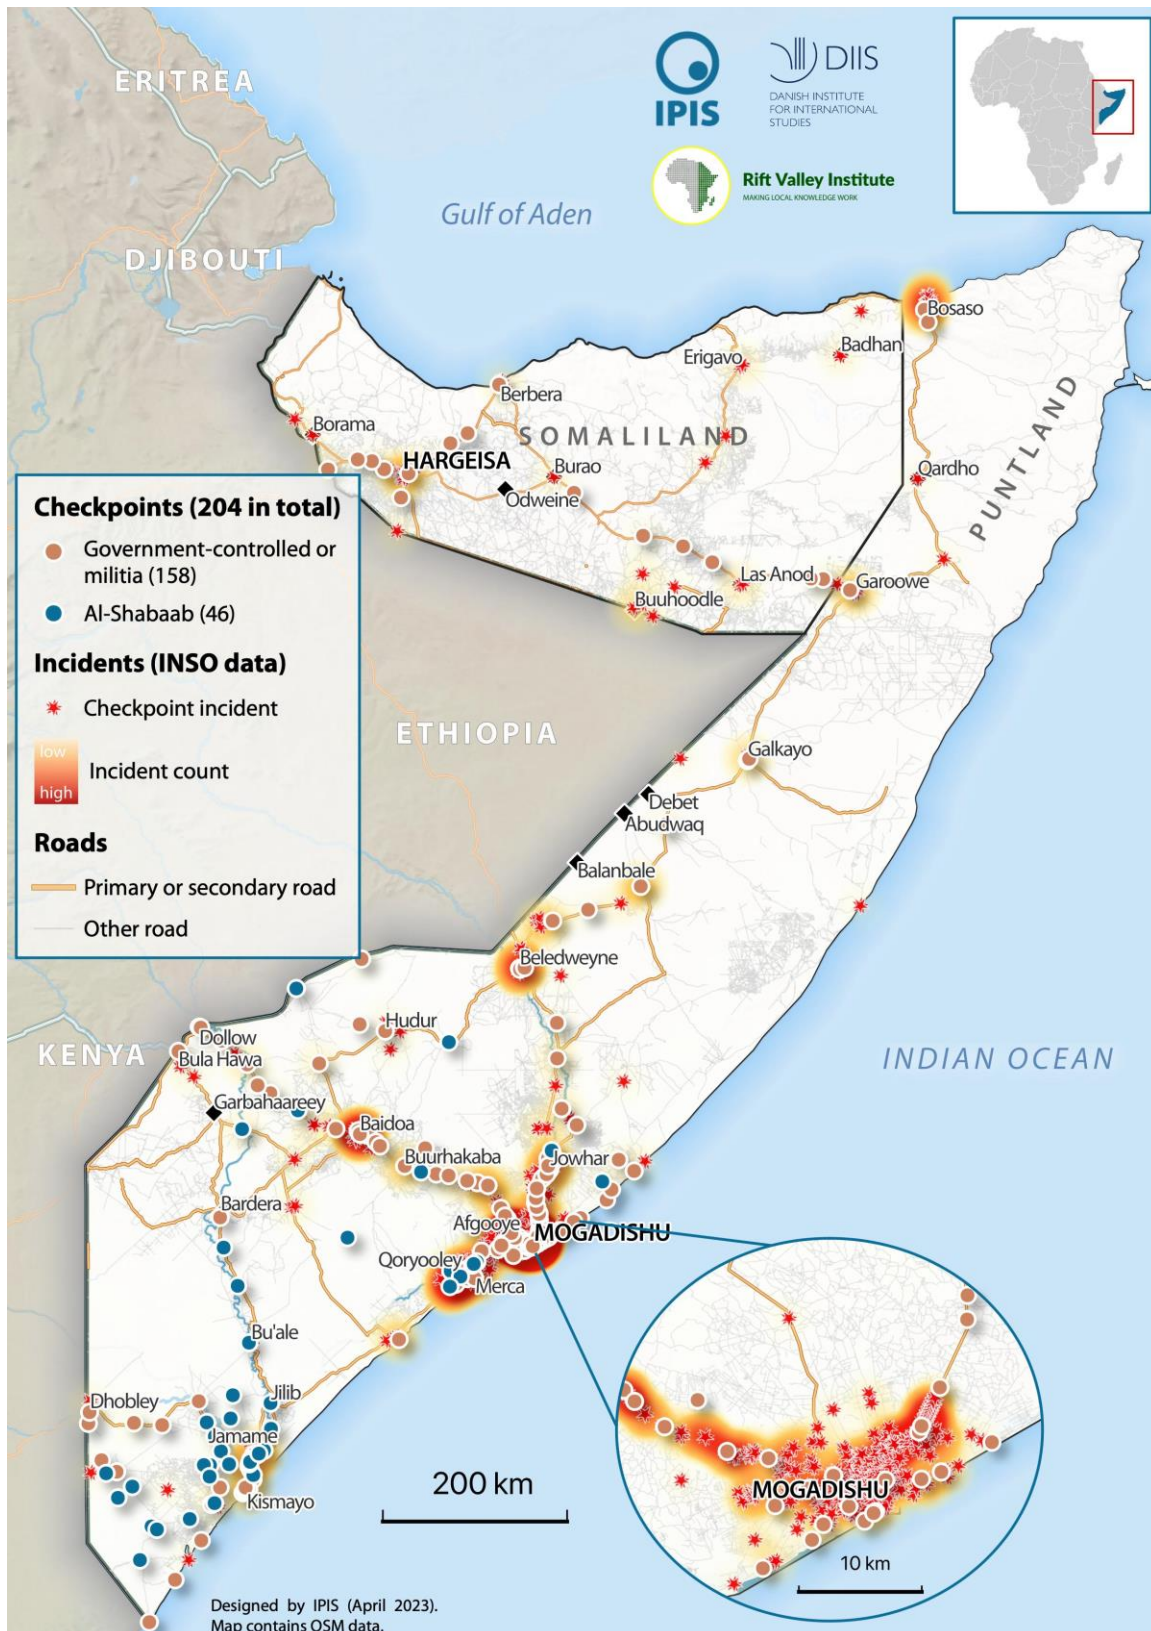 ERITREA
IPIS
DIIS
DANISH INSTITUTE
FOR INTERNATIONAL
STUDIES
Rift Valley Institute
MAKING LOCAL KNOWLEDGE WORK
Gulf of Aden
DJIBOUTI
Bosaso
Erigavo
Badhan
Berbera
Borama
SOMALILAND
PUNTLAND
HARGEISA
Burao
Qardho
Odweine
Checkpoints (204 in total)
Government-controlled or
militia (158)
Al-Shabaab (46)
Incidents (INSO data)
Checkpoint incident
low
high
Incident count
Roads
Primary or secondary road
Other road
Las Anod
Garoowe
Buuhoodle
ETHIOPIA
Galkayo
Debet
Abudwaq
Balanbale
Beledweyne
Hudur
KENYA
Dollow
Bula Hawa
INDIAN OCEAN
Garbahaareey
Baidoa
Buurhakaba
Jowhar
Bardera
Afgooye
MOGADISHU
Qoryooley
Merca
Bu'ale
Dhobley
Jilib
Jamame
Kismayo
200 km
MOGADISHU
10 km
Designed by IPIS (April 2023).
Map contains OSM data.